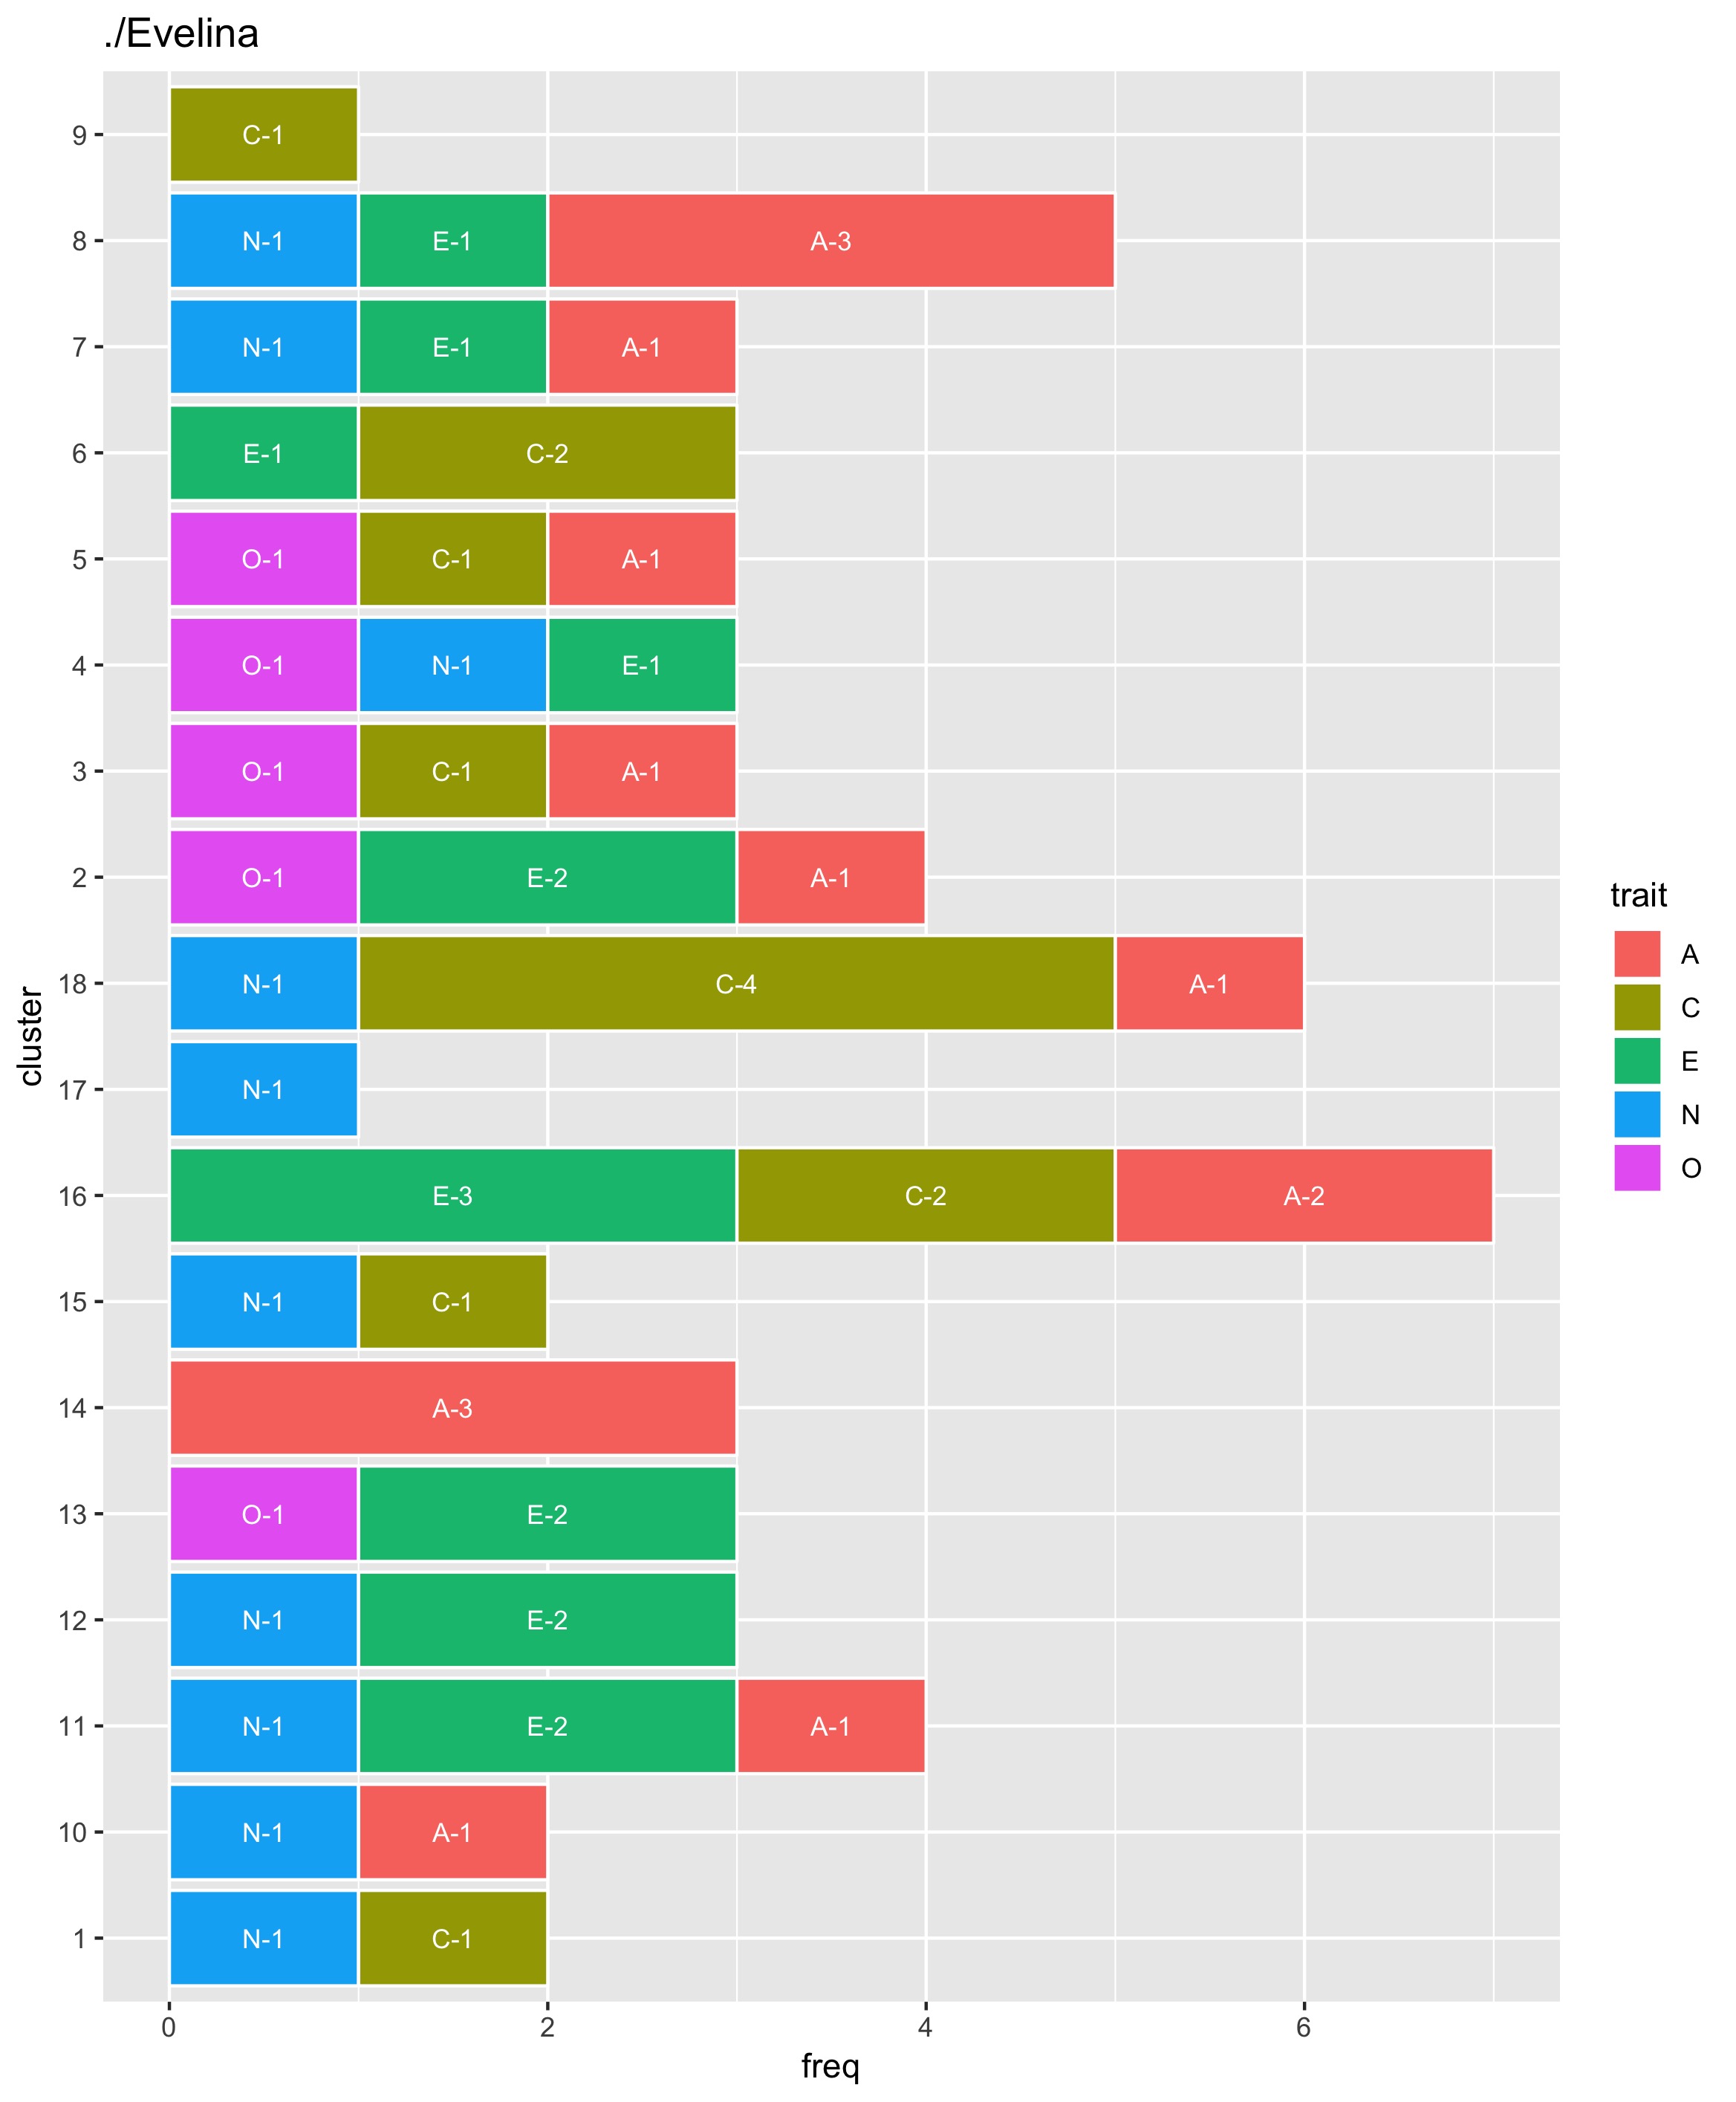 ./Evelina
9 C-1
8 N-1 E-1 A-3
7 N-1 E-1 A-1
6 E-1 C-2
5 O-1 C-1 A-1
4 O-1 N-1 E-1
3 O-1 C-1 A-1
2 O-1 E-2 A-1
18 N-1 C-4 A-1
17 N-1
16 E-3 C-2 A-2
15 N-1 C-1
14 A-3
13 O-1 E-2
12 N-1 E-2
11 N-1 E-2 A-1
10 N-1 A-1
1 N-1 C-1
0 2 4 6
freq
cluster
trait
A
C
E
N
O